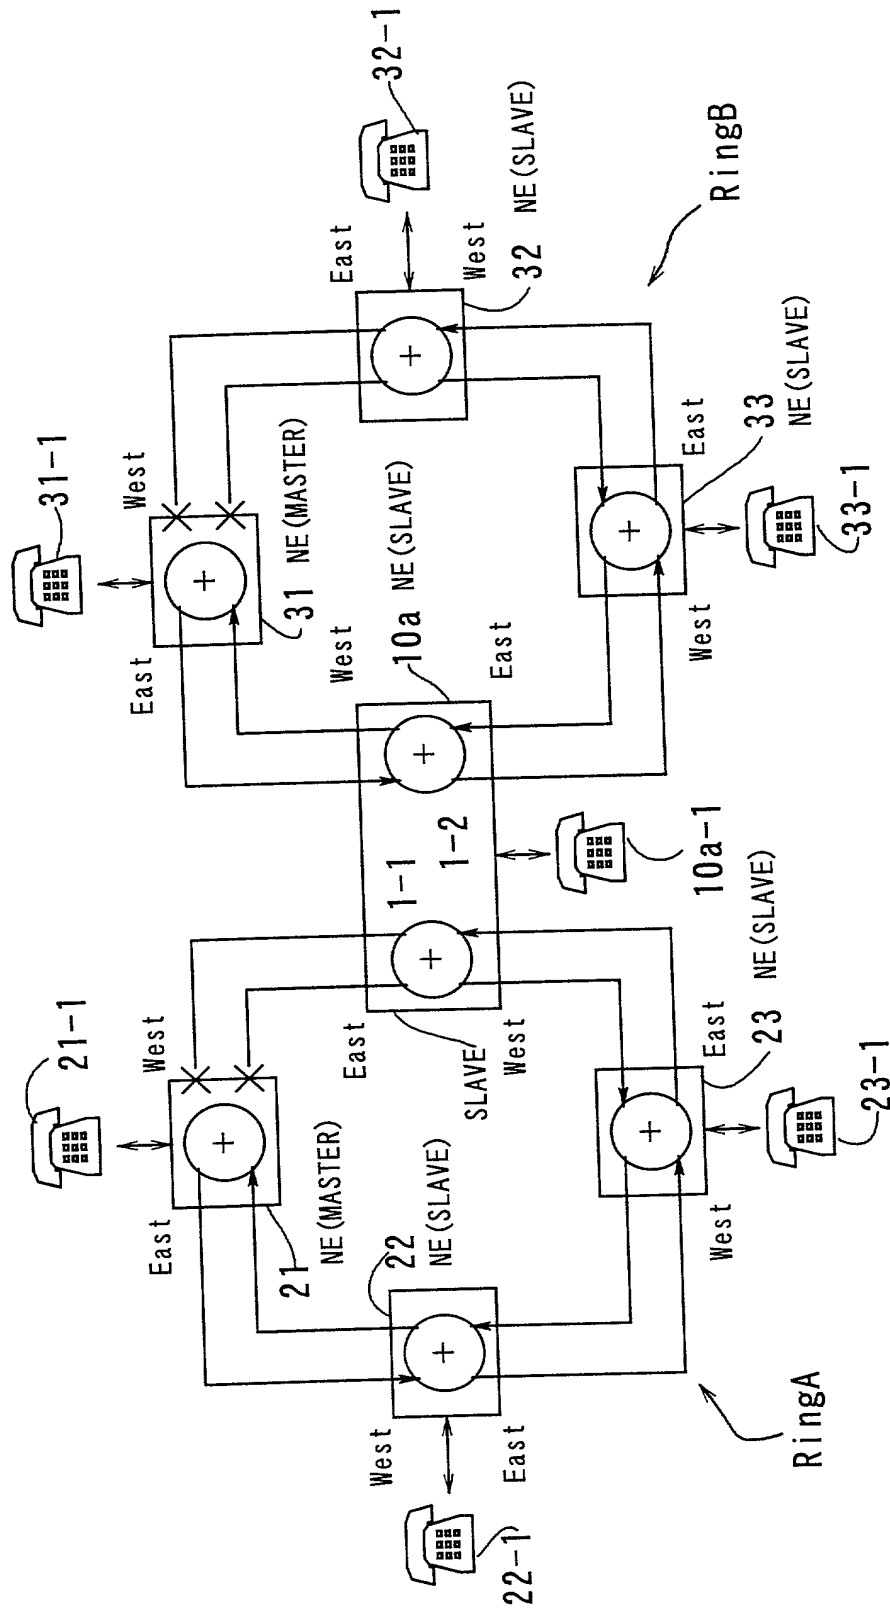 21-1
31-1
East
West
East
West
21
NE(MASTER)
31 NE(MASTER)
22-1
West
East
22
NE(SLAVE)
East
SLAVE
West
1-1
1-2
West
10a NE(SLAVE)
East
10a-1
East
West
32 NE(SLAVE)
32-1
West
East
23 NE(SLAVE)
23-1
West
East
33
NE(SLAVE)
33-1
RingA
RingB